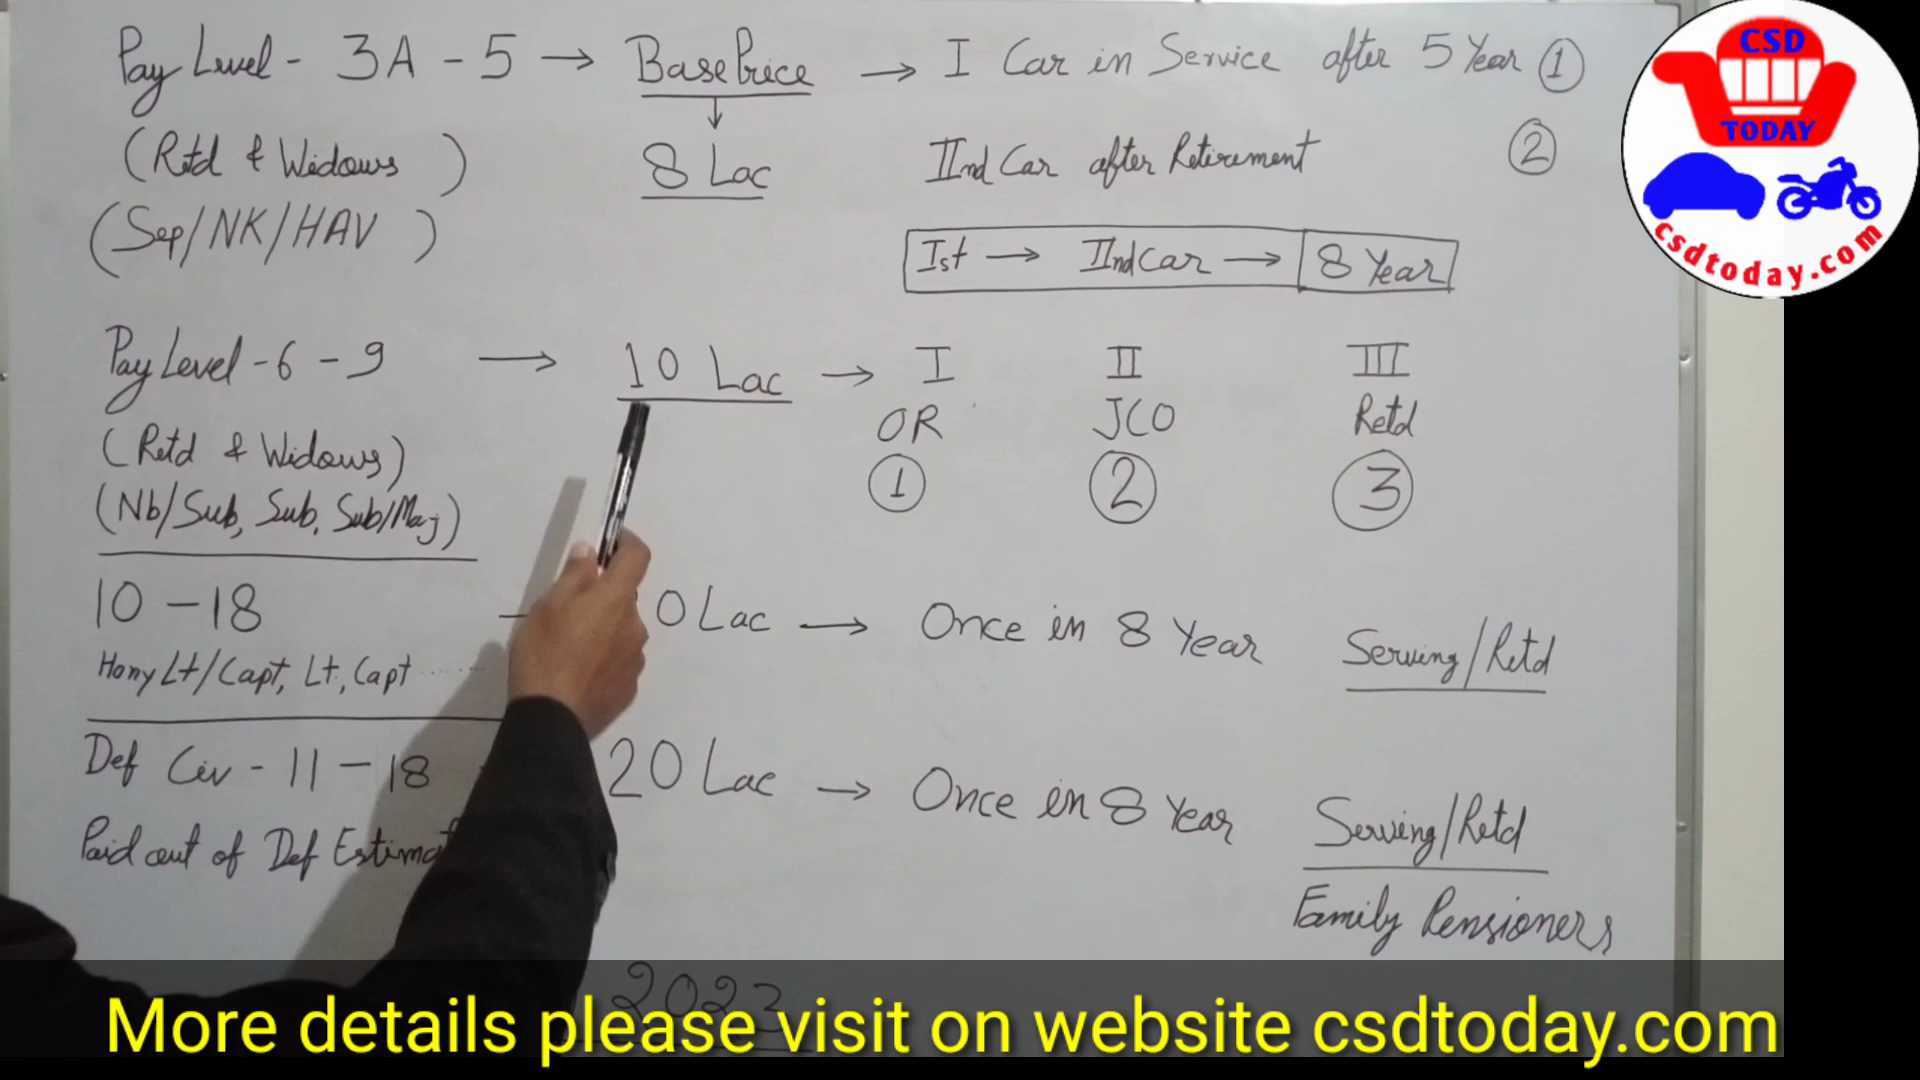 Pay Level - 3A - 5 → Base Price → I Car in Service after 5 Year 1
(Retd & Widows) 8 Lac IInd Car after Retirement 2
(Sep/NK/HAV)
Ist → IInd Car → 8 Year
Pay Level - 6 - 9 → 10 Lac → I II III
OR JCO Retd
(Retd & Widows) 1 2 3
(Nb/Sub, Sub, Sub/Maj)
10 - 18 0 Lac → Once in 8 Year Serving/Retd
Hony Lt/Capt, Lt, Capt ......
Def Civ - 11 - 18 20 Lac → Once in 8 Year Serving/Retd
Paid out of Def Family Pensioners
2023
CSD
TODAY
csdtoday.com
More details please visit on website csdtoday.com